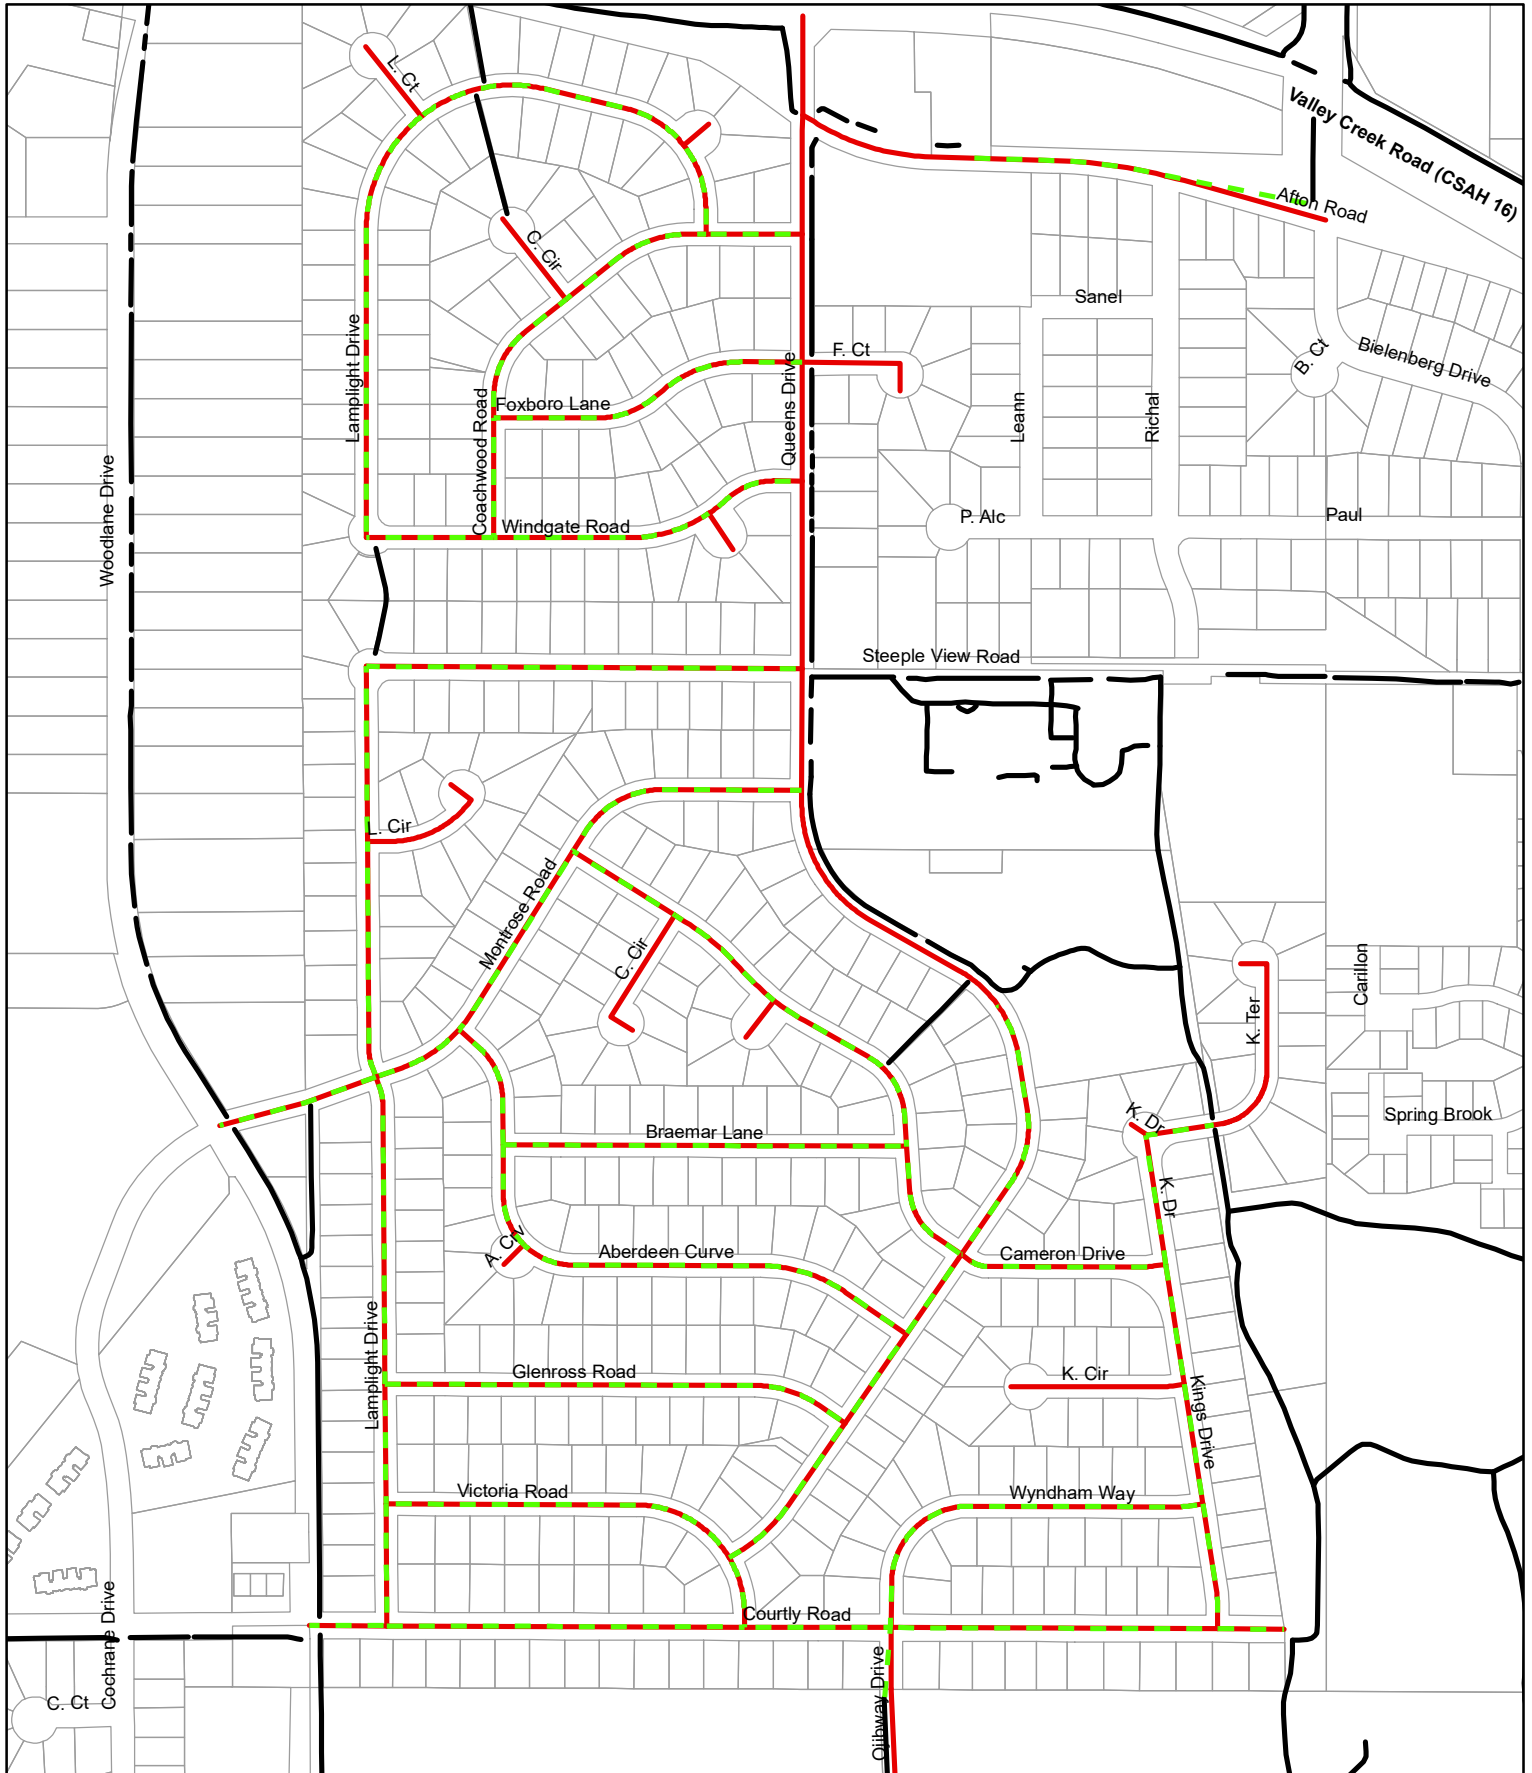 L. Ct
Valley Creek Road (CSAH 16)
Afton Road
C. Cir
Sanel
Lamplight Drive
F. Ct
B. Ct
Bielenberg Drive
Queens Drive
Foxboro Lane
Coachwood Road
Leann
Richal
Woodlane Drive
Windgate Road
P. Alc
Paul
Steeple View Road
L. Cir
Montrose Road
C. Cir
Carillon
K. Ter
K. Dr
Spring Brook
Braemar Lane
K. Dr
A. Crv
Aberdeen Curve
Cameron Drive
Lamplight Drive
Glenross Road
K. Cir
Kings Drive
Victoria Road
Wyndham Way
Courtly Road
Cochrane Drive
Ojibway Drive
C. Ct